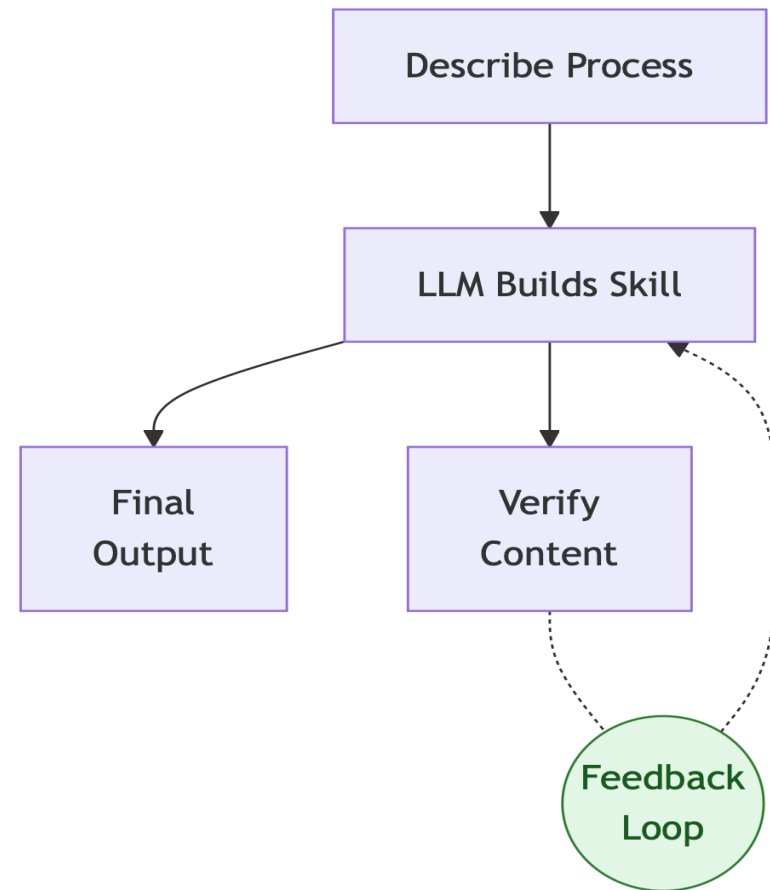 Describe Process
LLM Builds Skill
Final
Output
Verify
Content
Feedback
Loop